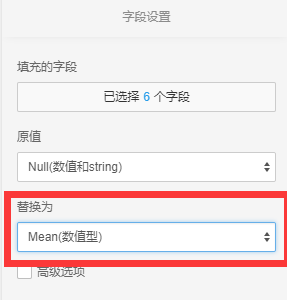 字段设置
填充的字段
已选择 6 个字段
原值
Null(数值和string)
替换为
Mean(数值型)
高级选项